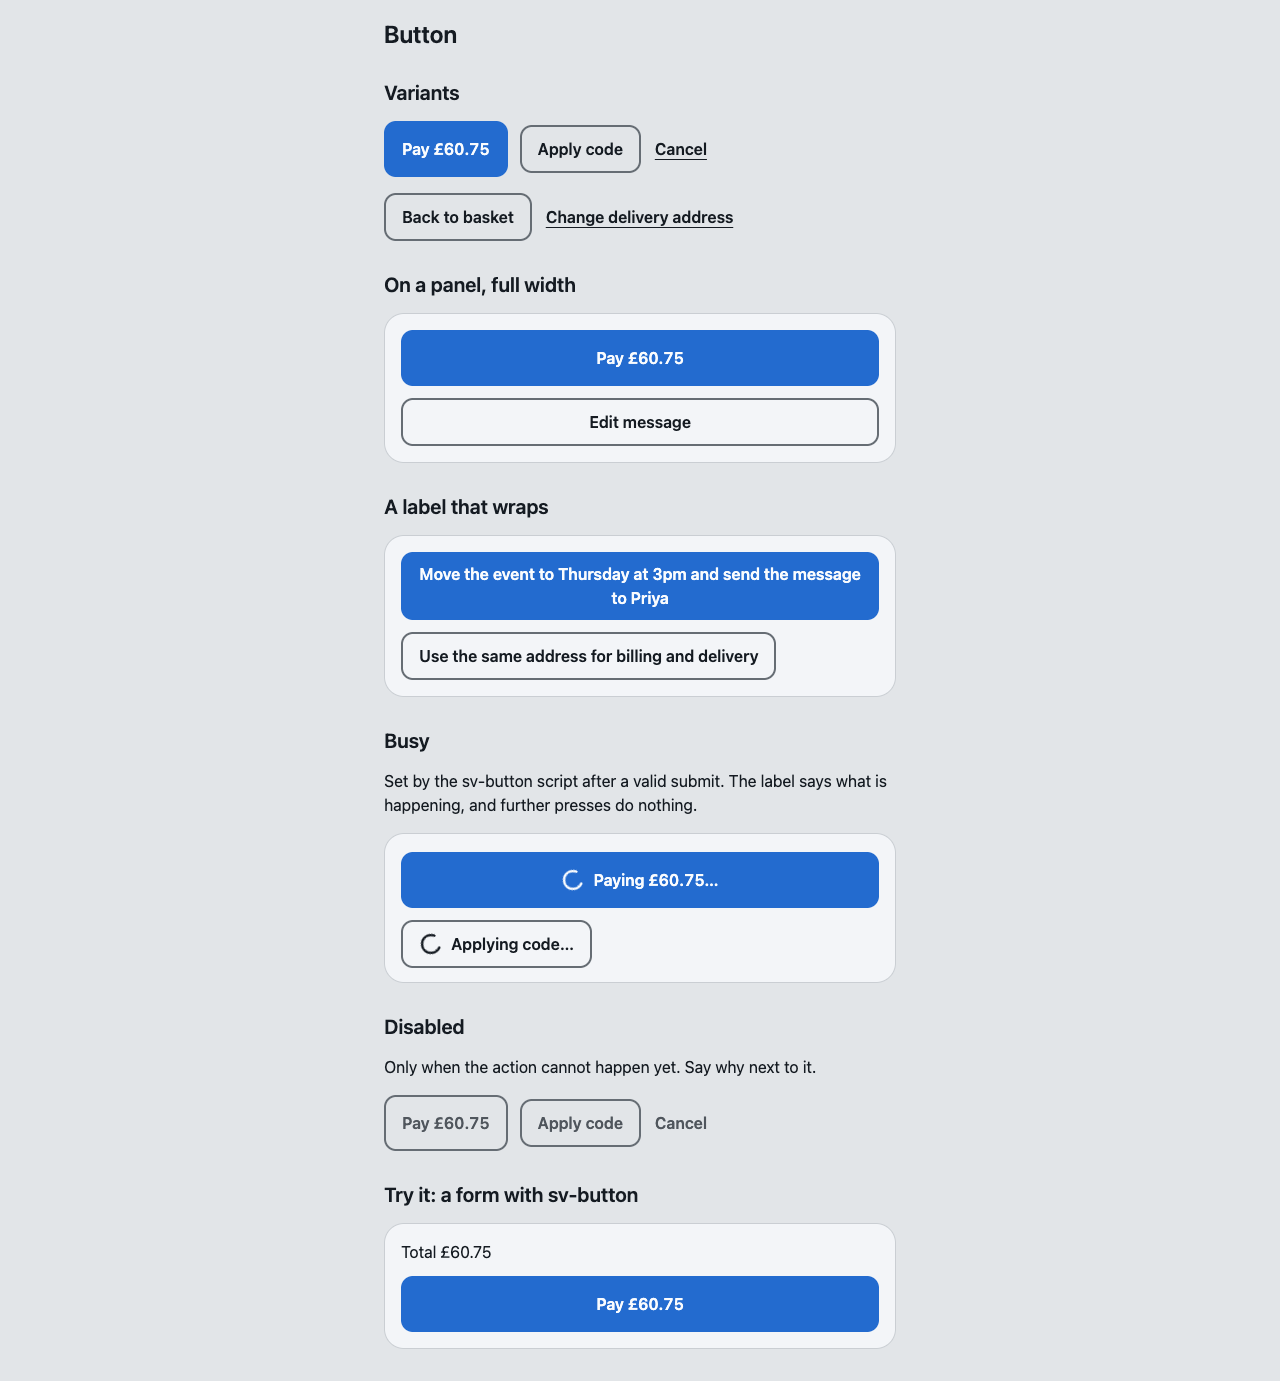 Button
Variants
Pay £60.75
Apply code
Cancel
Back to basket
Change delivery address
On a panel, full width
Pay £60.75
Edit message
A label that wraps
Move the event to Thursday at 3pm and send the message
to Priya
Use the same address for billing and delivery
Busy
Set by the sv-button script after a valid submit. The label says what is
happening, and further presses do nothing.
Paying £60.75...
Applying code...
Disabled
Only when the action cannot happen yet. Say why next to it.
Pay £60.75
Apply code
Cancel
Try it: a form with sv-button
Total £60.75
Pay £60.75